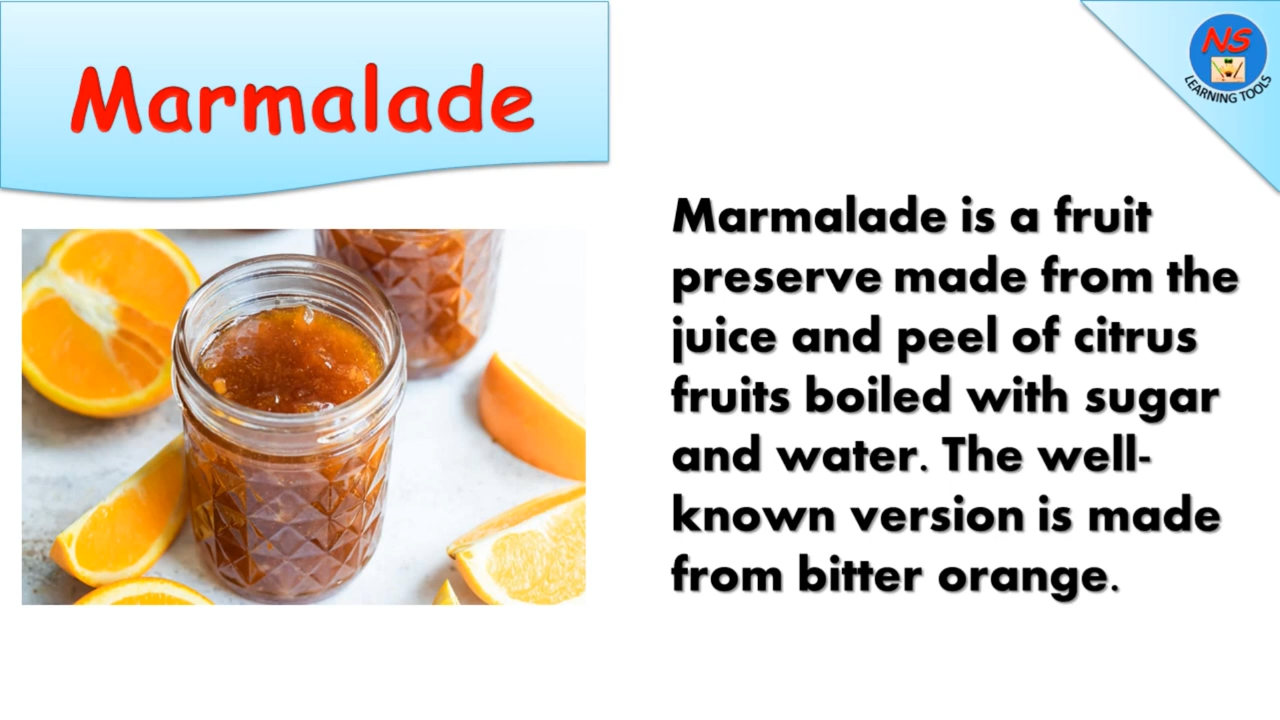 Marmalade
NS
LEARNING TOOLS
Marmalade is a fruit
preserve made from the
juice and peel of citrus
fruits boiled with sugar
and water. The well-
known version is made
from bitter orange.